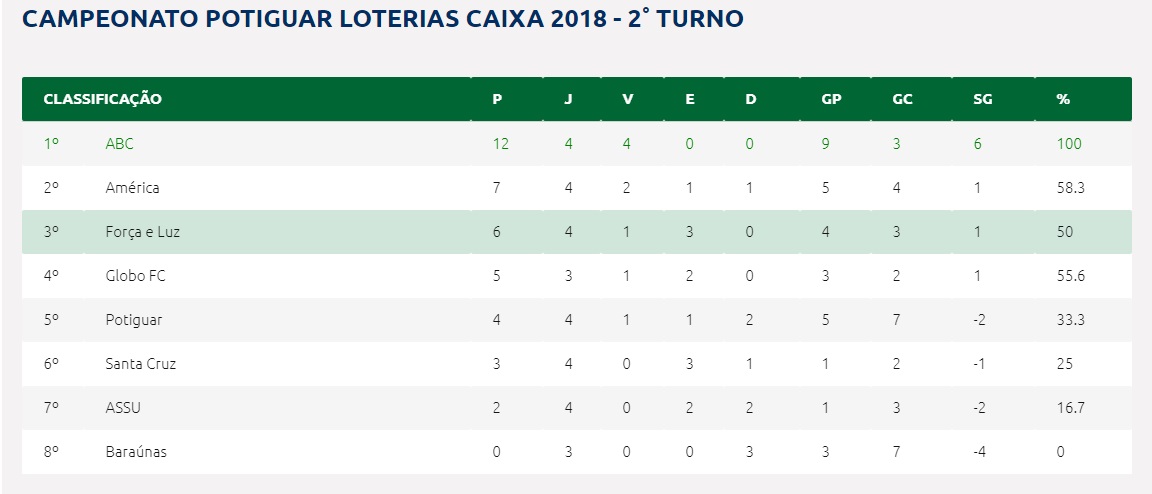 CAMPEONATO POTIGUAR LOTERIAS CAIXA 2018 - 2° TURNO
CLASSIFICAÇÃO P J V E D GP GC SG %
1º ABC 12 4 4 0 0 9 3 6 100
2º América 7 4 2 1 1 5 4 1 58.3
3º Força e Luz 6 4 1 3 0 4 3 1 50
4º Globo FC 5 3 1 2 0 3 2 1 55.6
5º Potiguar 4 4 1 1 2 5 7 -2 33.3
6º Santa Cruz 3 4 0 3 1 1 2 -1 25
7º ASSU 2 4 0 2 2 1 3 -2 16.7
8º Baraúnas 0 3 0 0 3 3 7 -4 0